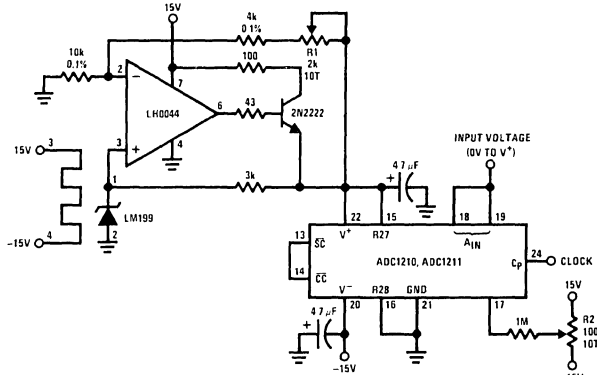 15V
4k
0.1%
R1
2k
10T
10k
0.1%
100
2
−
7
LH0044
6
43
2N2222
3
+
4
15V
3
−15V
4
1
3k
LM199
2
INPUT VOLTAGE
(0V TO V+)
+
4 7 μF
22
15
18
19
V+
R27
AIN
13
SC
14
CC
ADC1210, ADC1211
CP
24
CLOCK
V−
R28
GND
20
16
21
17
15V
+
4 7 μF
−15V
1M
R2
100
10T